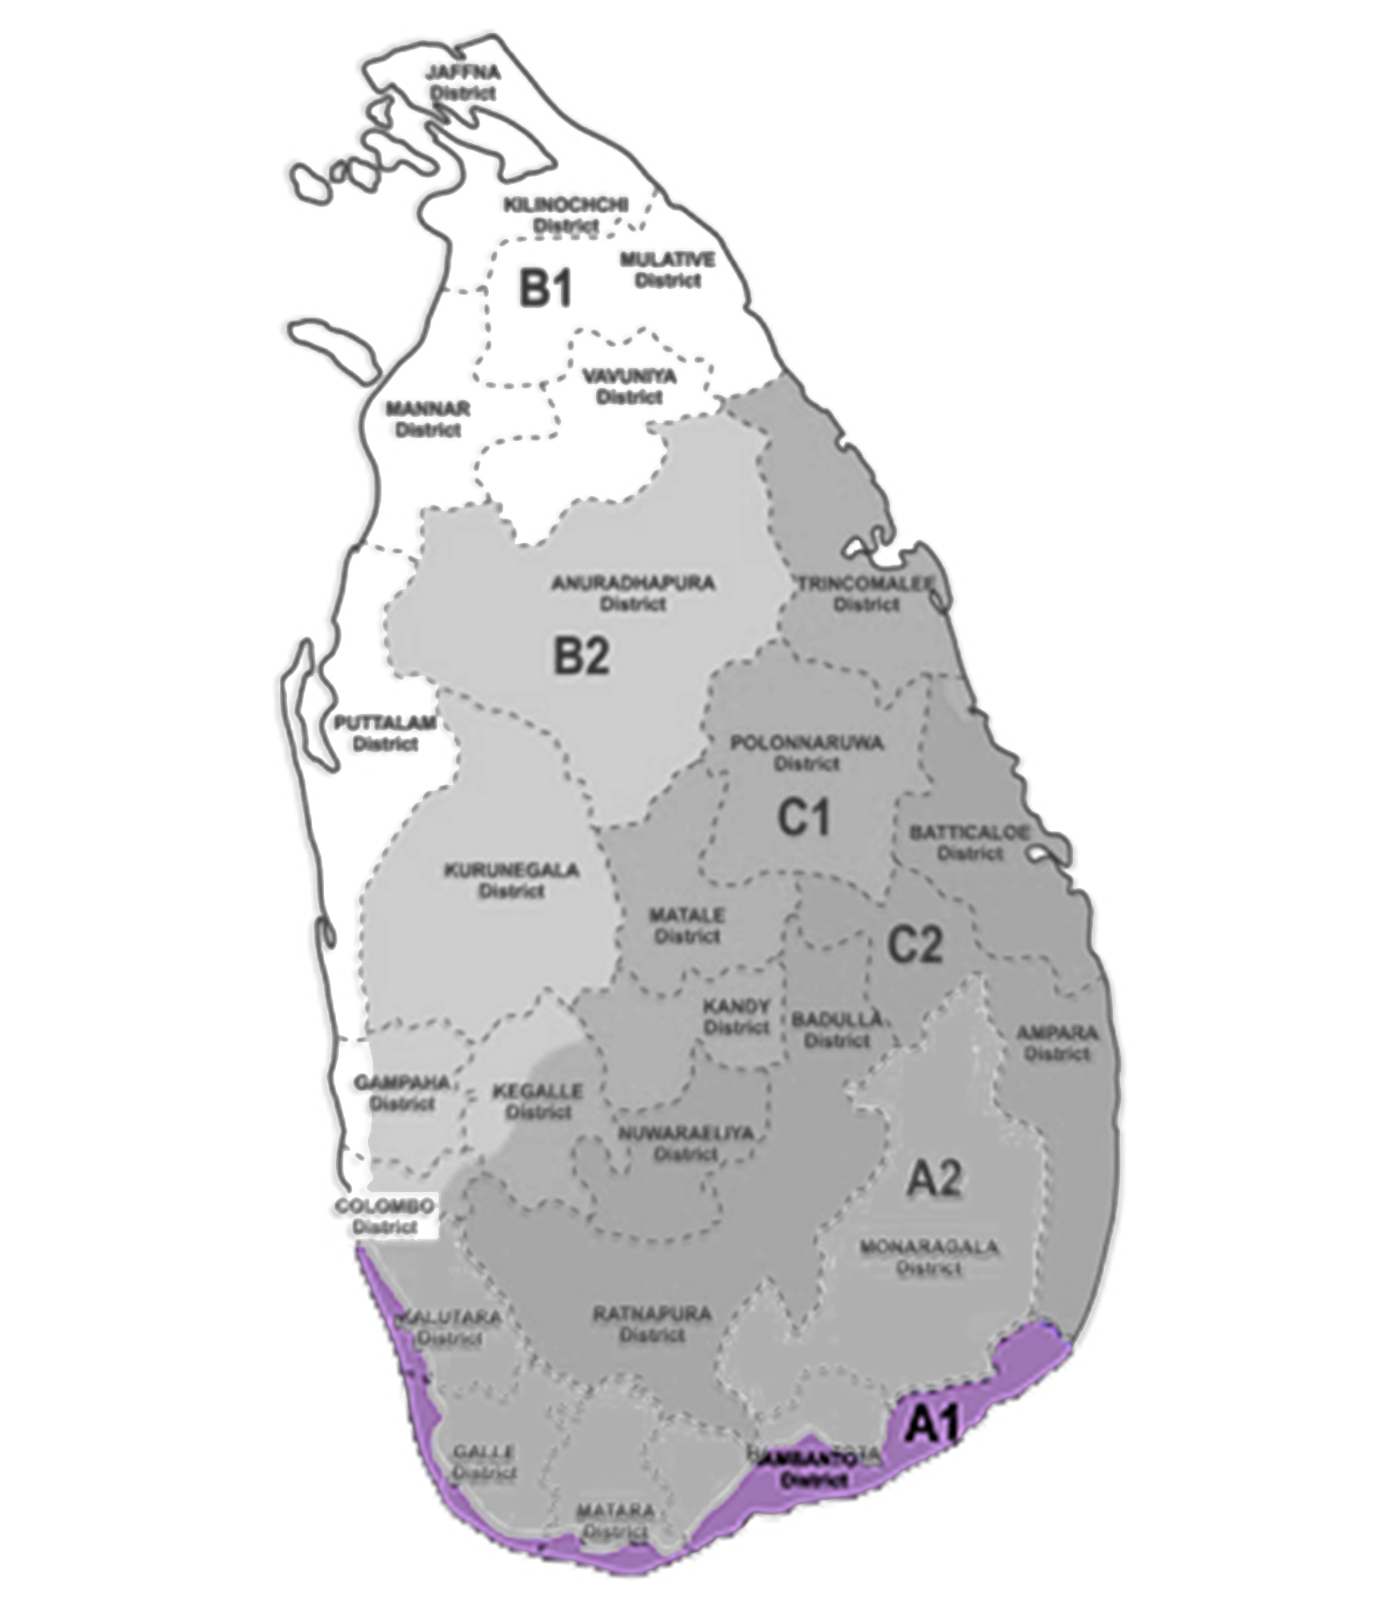 JAFFNA
District
KILINOCHCHI
District
MULATIVE
District
B1
VAVUNIYA
District
MANNAR
District
ANURADHAPURA
District
TRINCOMALEE
District
B2
PUTTALAM
District
POLONNARUWA
District
C1
BATTICALOE
District
KURUNEGALA
District
MATALE
District
C2
KANDY
District
BADULLA
District
AMPARA
District
GAMPAHA
District
KEGALLE
District
NUWARAELIYA
District
A2
COLOMBO
District
MONARAGALA
District
KALUTARA
District
RATNAPURA
District
A1
GALLE
District
HAMBANTOTA
District
MATARA
District